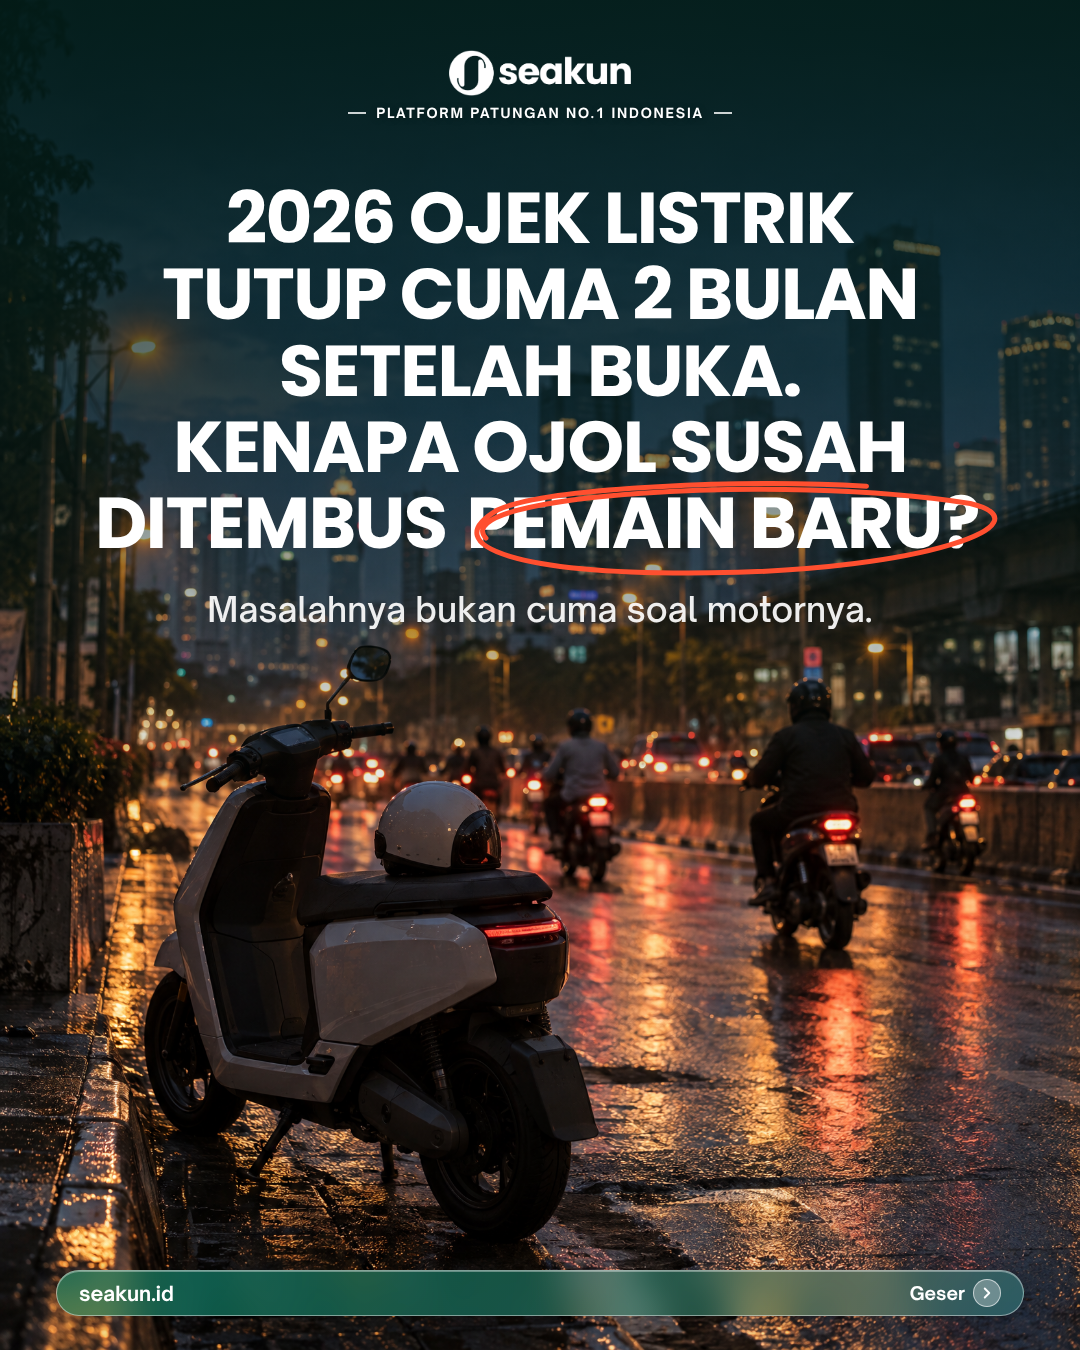 seakun
— PLATFORM PATUNGAN NO.1 INDONESIA —
2026 OJEK LISTRIK
TUTUP CUMA 2 BULAN
SETELAH BUKA.
KENAPA OJOL SUSAH
DITEMBUS PEMAIN BARU?
Masalahnya bukan cuma soal motornya.
seakun.id
Geser